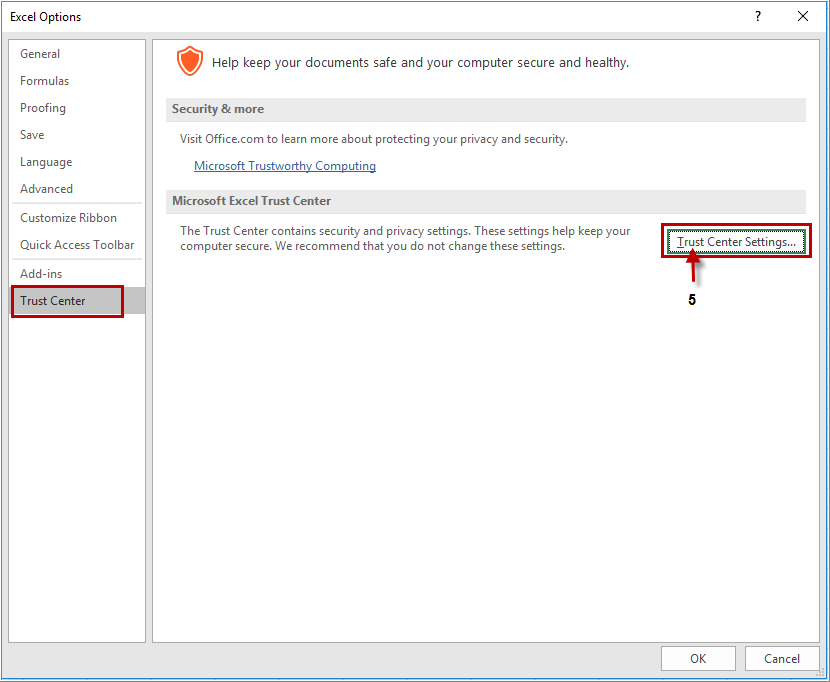 Excel Options
?
General
Formulas
Proofing
Save
Language
Advanced
Customize Ribbon
Quick Access Toolbar
Add-ins
Trust Center
Help keep your documents safe and your computer secure and healthy.
Security & more
Visit Office.com to learn more about protecting your privacy and security.
Microsoft Trustworthy Computing
Microsoft Excel Trust Center
The Trust Center contains security and privacy settings. These settings help keep your
computer secure. We recommend that you do not change these settings.
Trust Center Settings...
5
OK
Cancel